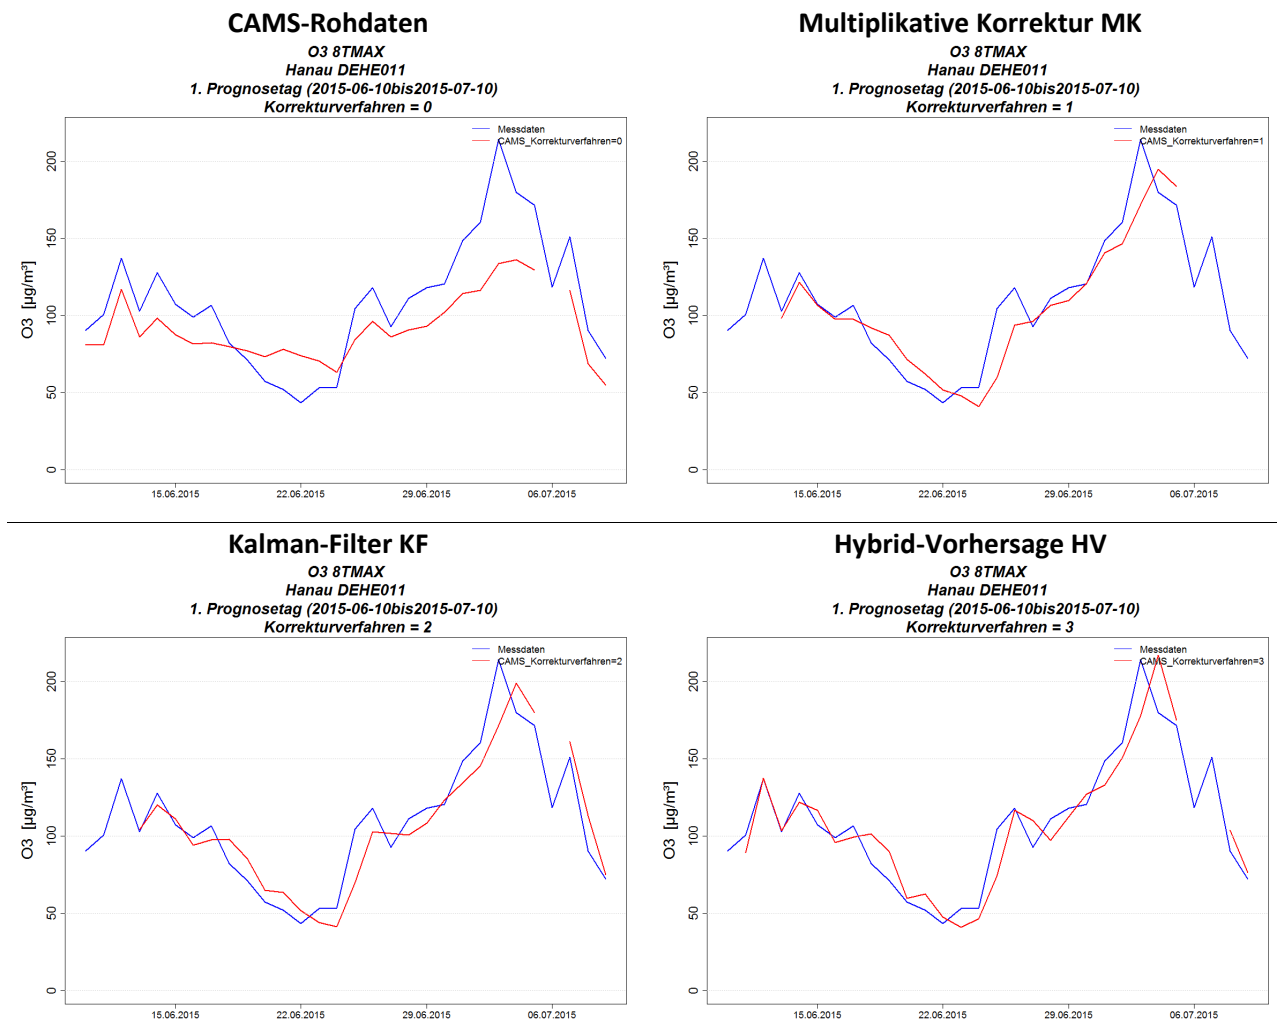 CAMS-Rohdaten
O3 8TMAX
Hanau DEHE011
1. Prognosetag (2015-06-10bis2015-07-10)
Korrekturverfahren = 0
Messdaten
CAMS_Korrekturverfahren=0
O3 [µg/m³]
200
150
100
50
0
15.06.2015 22.06.2015 29.06.2015 06.07.2015
Multiplikative Korrektur MK
O3 8TMAX
Hanau DEHE011
1. Prognosetag (2015-06-10bis2015-07-10)
Korrekturverfahren = 1
Messdaten
CAMS_Korrekturverfahren=1
O3 [µg/m³]
200
150
100
50
0
15.06.2015 22.06.2015 29.06.2015 06.07.2015
Kalman-Filter KF
O3 8TMAX
Hanau DEHE011
1. Prognosetag (2015-06-10bis2015-07-10)
Korrekturverfahren = 2
Messdaten
CAMS_Korrekturverfahren=2
O3 [µg/m³]
200
150
100
50
0
15.06.2015 22.06.2015 29.06.2015 06.07.2015
Hybrid-Vorhersage HV
O3 8TMAX
Hanau DEHE011
1. Prognosetag (2015-06-10bis2015-07-10)
Korrekturverfahren = 3
Messdaten
CAMS_Korrekturverfahren=3
O3 [µg/m³]
200
150
100
50
0
15.06.2015 22.06.2015 29.06.2015 06.07.2015